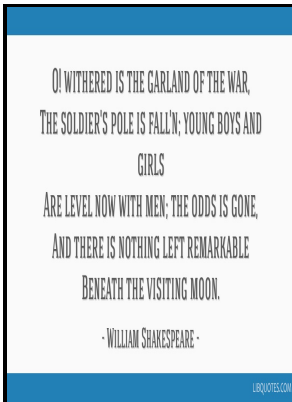 O! withered is the garland of the war,
The soldier's pole is fall'n; young boys and
girls
Are level now with men; the odds is gone,
And there is nothing left remarkable
Beneath the visiting moon.
- William Shakespeare -
LIBQUOTES.COM